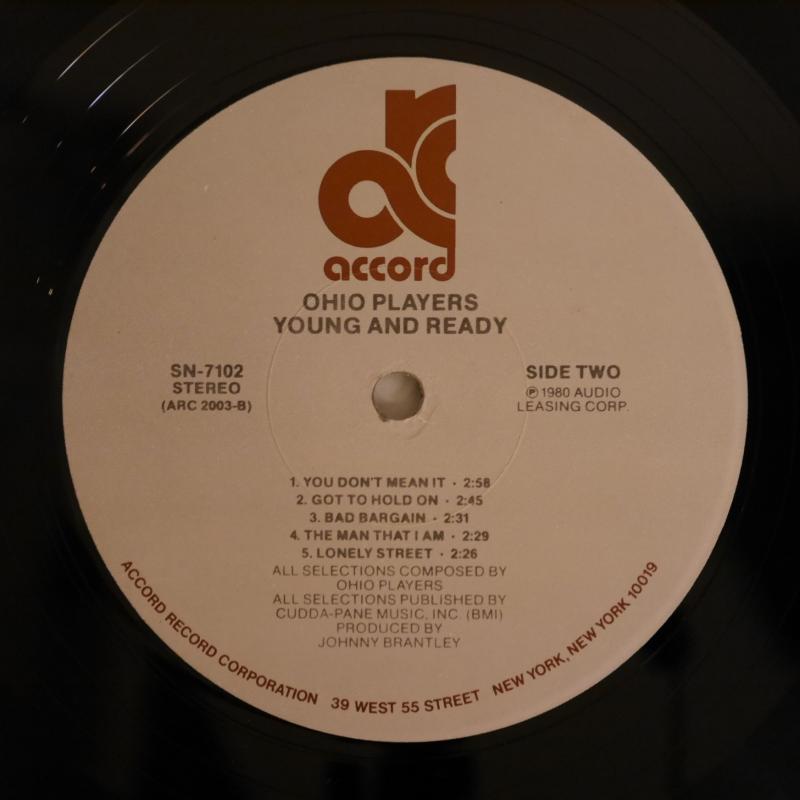 accord
OHIO PLAYERS
YOUNG AND READY
SN-7102
STEREO
(ARC 2003-B)
SIDE TWO
℗ 1980 AUDIO
LEASING CORP.
1. YOU DON'T MEAN IT · 2:58
2. GOT TO HOLD ON · 2:45
3. BAD BARGAIN · 2:31
4. THE MAN THAT I AM · 2:29
5. LONELY STREET · 2:26
ALL SELECTIONS COMPOSED BY
OHIO PLAYERS
ALL SELECTIONS PUBLISHED BY
CUDDA-PANE MUSIC, INC. (BMI)
PRODUCED BY
JOHNNY BRANTLEY
ACCORD RECORD CORPORATION 39 WEST 55 STREET NEW YORK, NEW YORK 10019